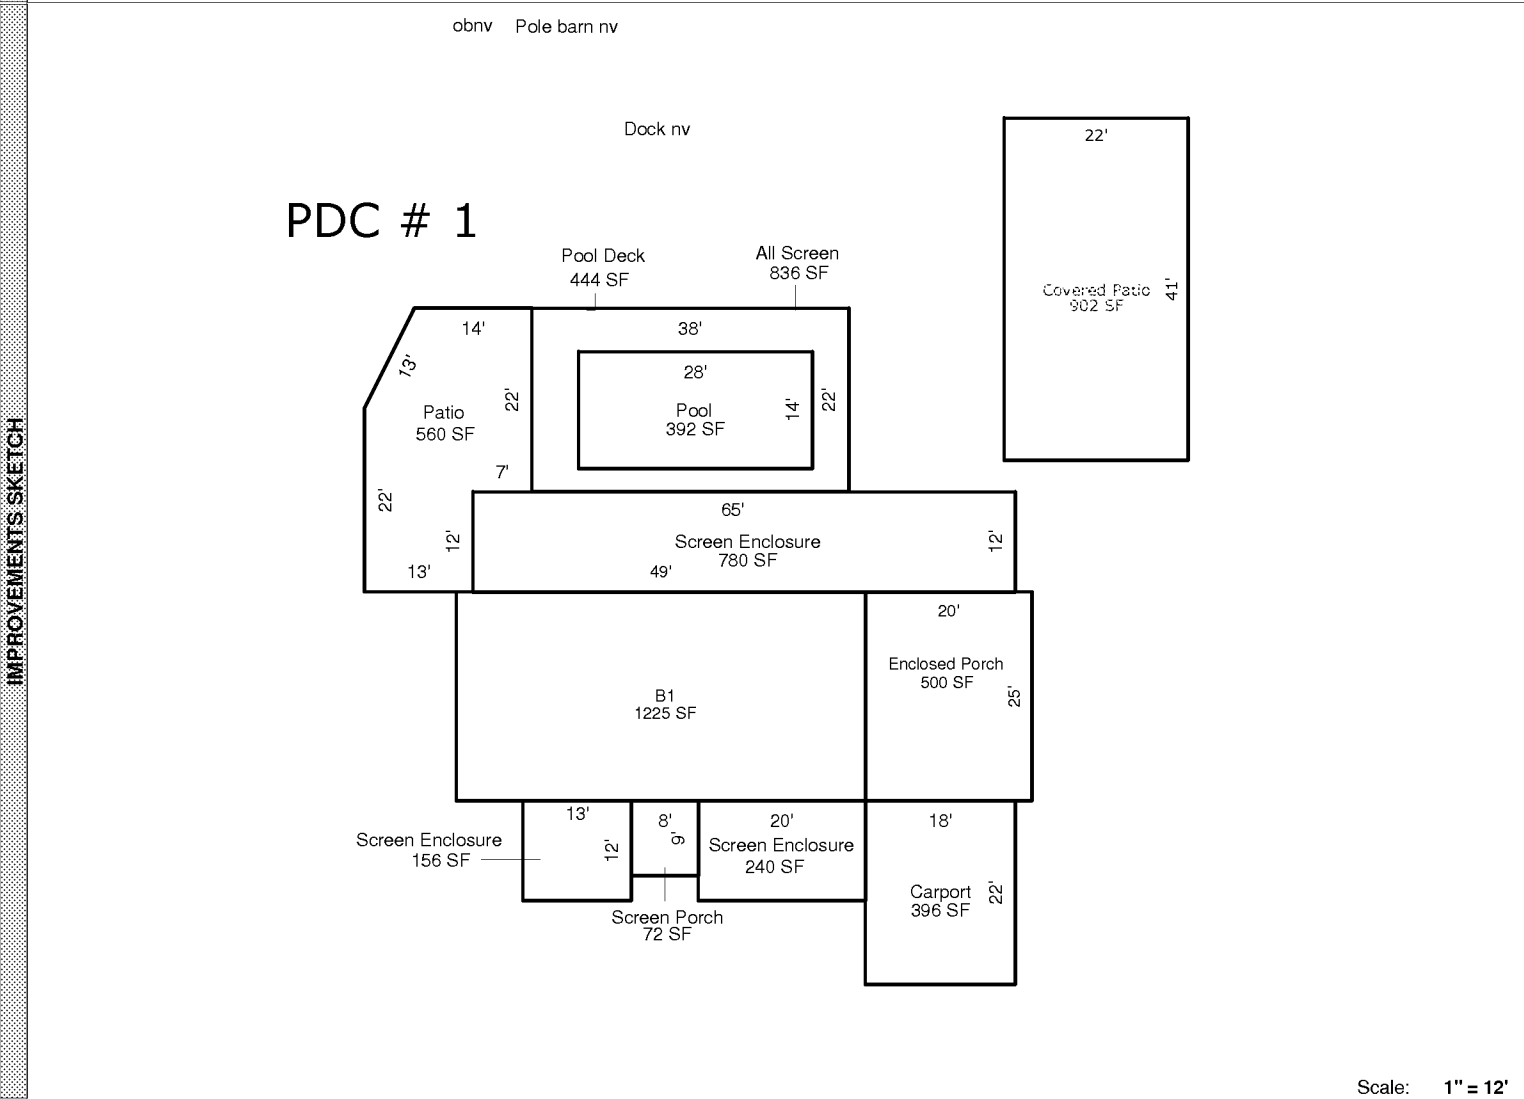 obnv Pole barn nv
Dock nv
22'
PDC # 1
Pool Deck
444 SF
All Screen
836 SF
Covered Patio
902 SF
41'
14'
13'
22'
Patio
560 SF
7'
22'
12'
13'
38'
28'
14'
22'
Pool
392 SF
65'
Screen Enclosure
780 SF
12'
49'
IMPROVEMENTS SKETCH
20'
Enclosed Porch
500 SF
25'
B1
1225 SF
13'
12'
Screen Enclosure
156 SF
8'
9'
Screen Porch
72 SF
20'
Screen Enclosure
240 SF
18'
Carport
396 SF
22'
Scale: 1" = 12'